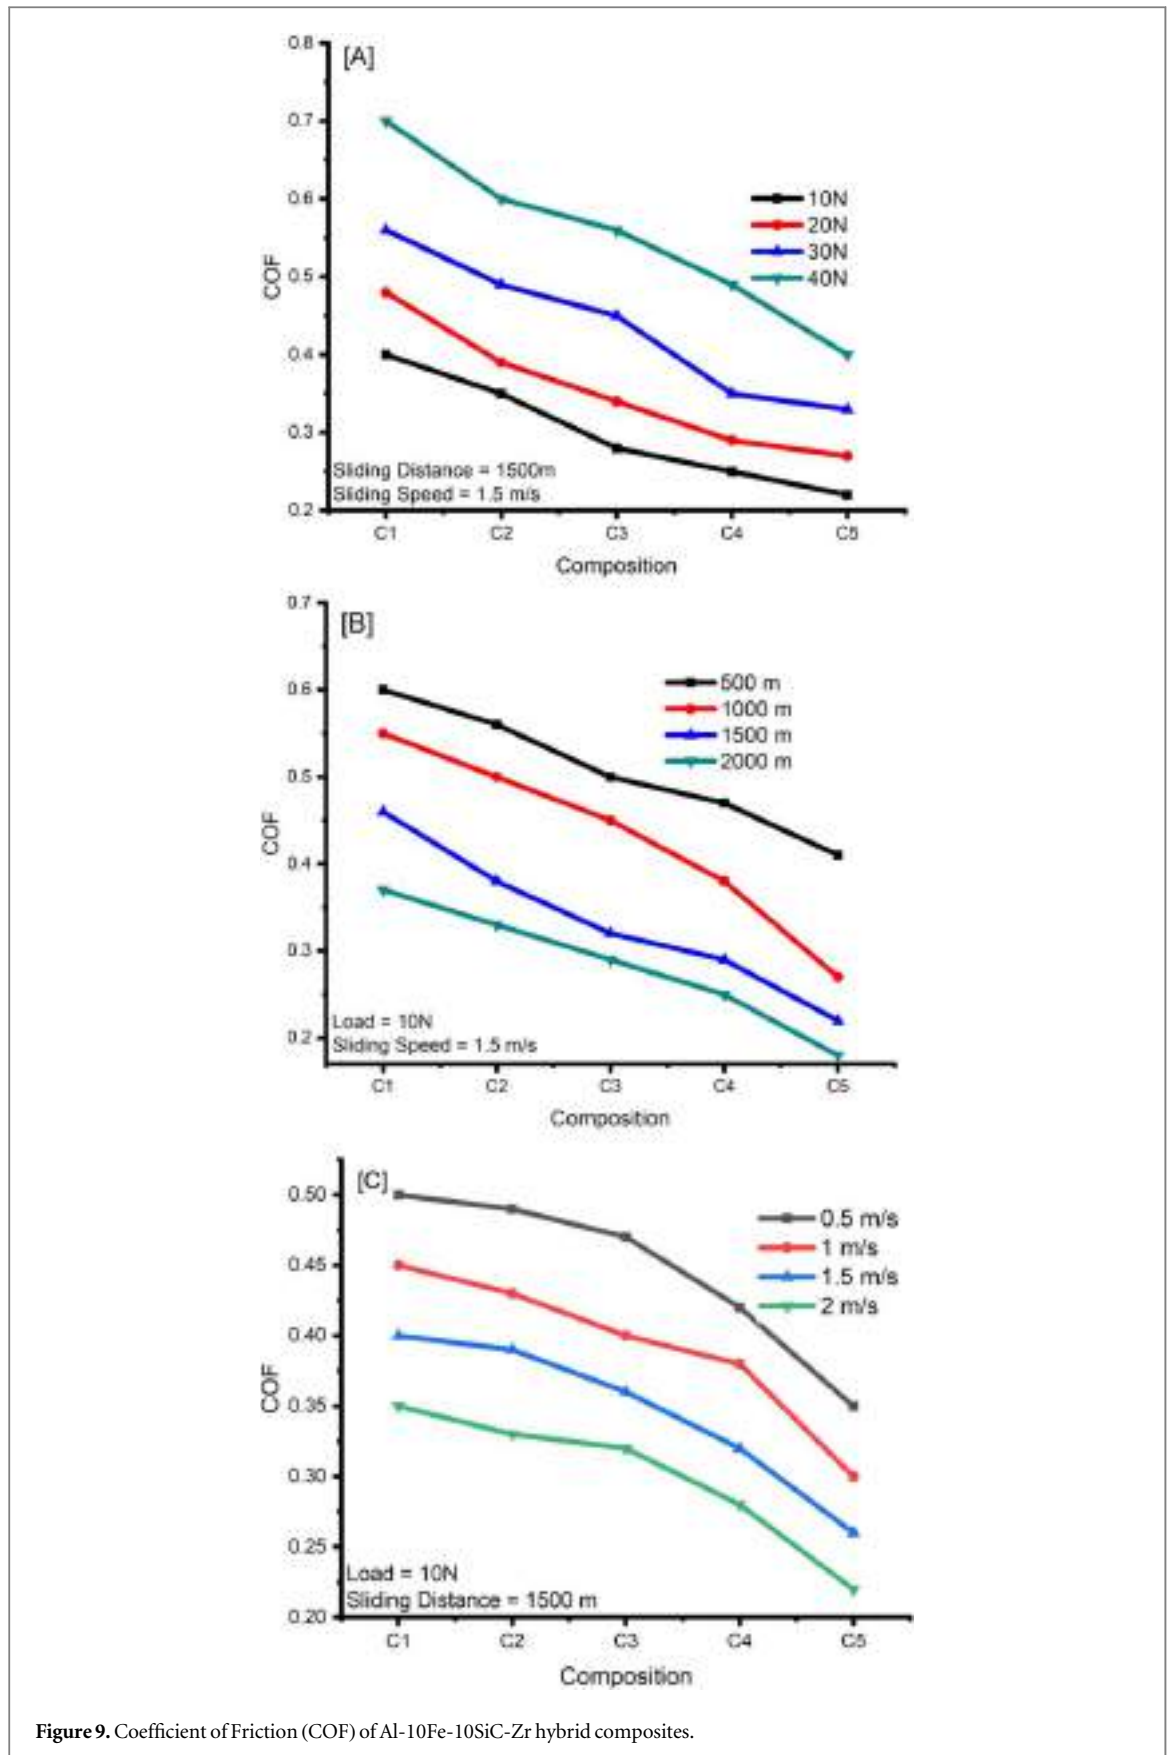 [A]
0.8
0.7
0.6
0.5
0.4
0.3
0.2
COF
10N
20N
30N
40N
Sliding Distance = 1500m
Sliding Speed = 1.5 m/s
C1 C2 C3 C4 C5
Composition
[B]
0.7
0.6
0.5
0.4
0.3
0.2
COF
500 m
1000 m
1500 m
2000 m
Load = 10N
Sliding Speed = 1.5 m/s
C1 C2 C3 C4 C5
Composition
[C]
0.50
0.45
0.40
0.35
0.30
0.25
0.20
COF
0.5 m/s
1 m/s
1.5 m/s
2 m/s
Load = 10N
Sliding Distance = 1500 m
C1 C2 C3 C4 C5
Composition
Figure 9. Coefficient of Friction (COF) of Al-10Fe-10SiC-Zr hybrid composites.